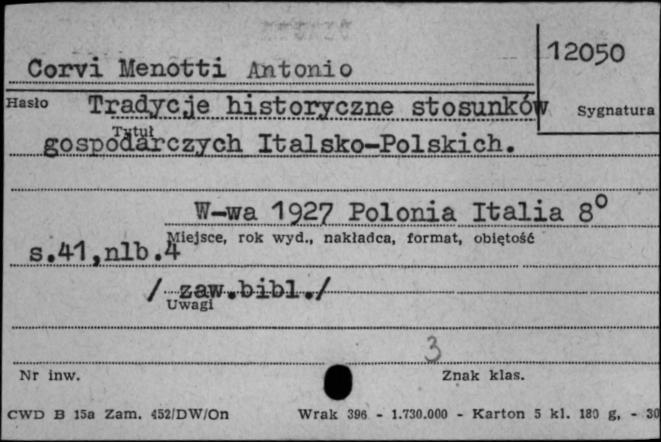 12050
Corvi Menotti Antonio
Hasło Tradycje historyczne stosunków Sygnatura
Tytuł
gospodarczych Italsko-Polskich.
W-wa 1927 Polonia Italia 8°
Miejsce, rok wyd., nakładca, format, objętość
s.41,nlb.4
/ zaw.bibl./
Uwagi
3
Nr inw. Znak klas.
CWD B 15a Zam. 452/DW/On Wrak 396 - 1.730.000 - Karton 5 kl. 180 g, - 30